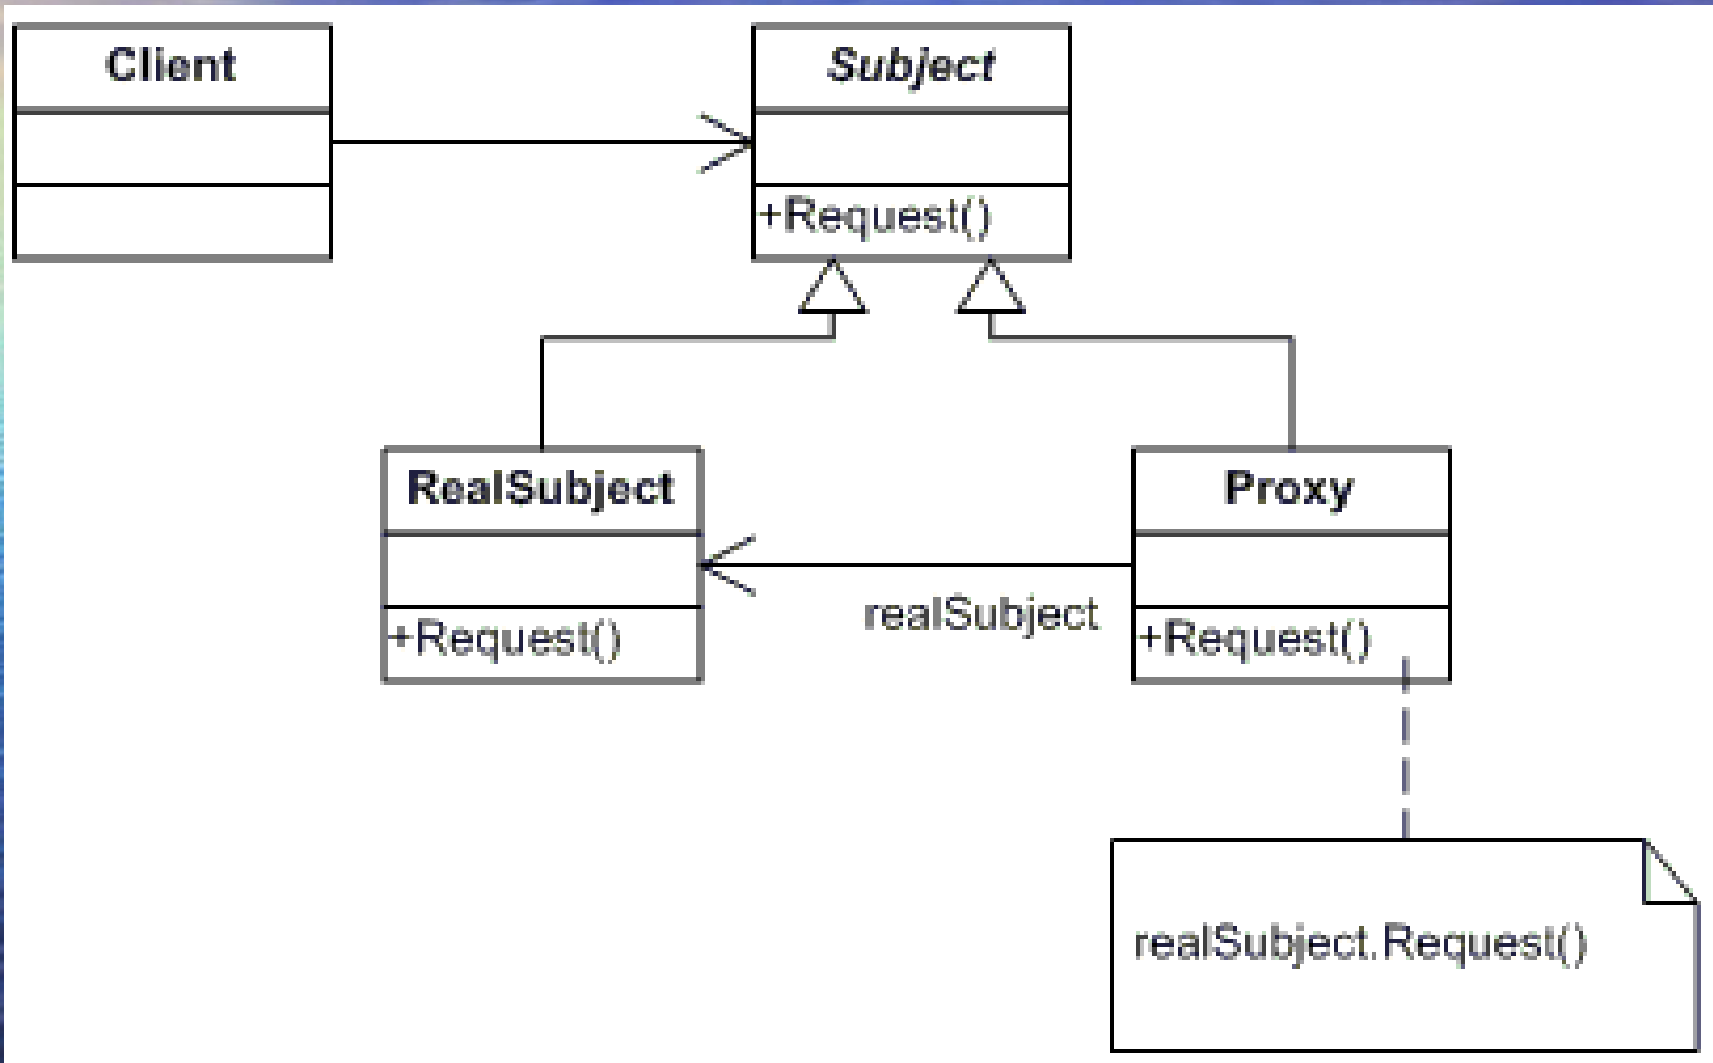 Client
Subject
+Request()
RealSubject
+Request()
realSubject
Proxy
+Request()
realSubject.Request()